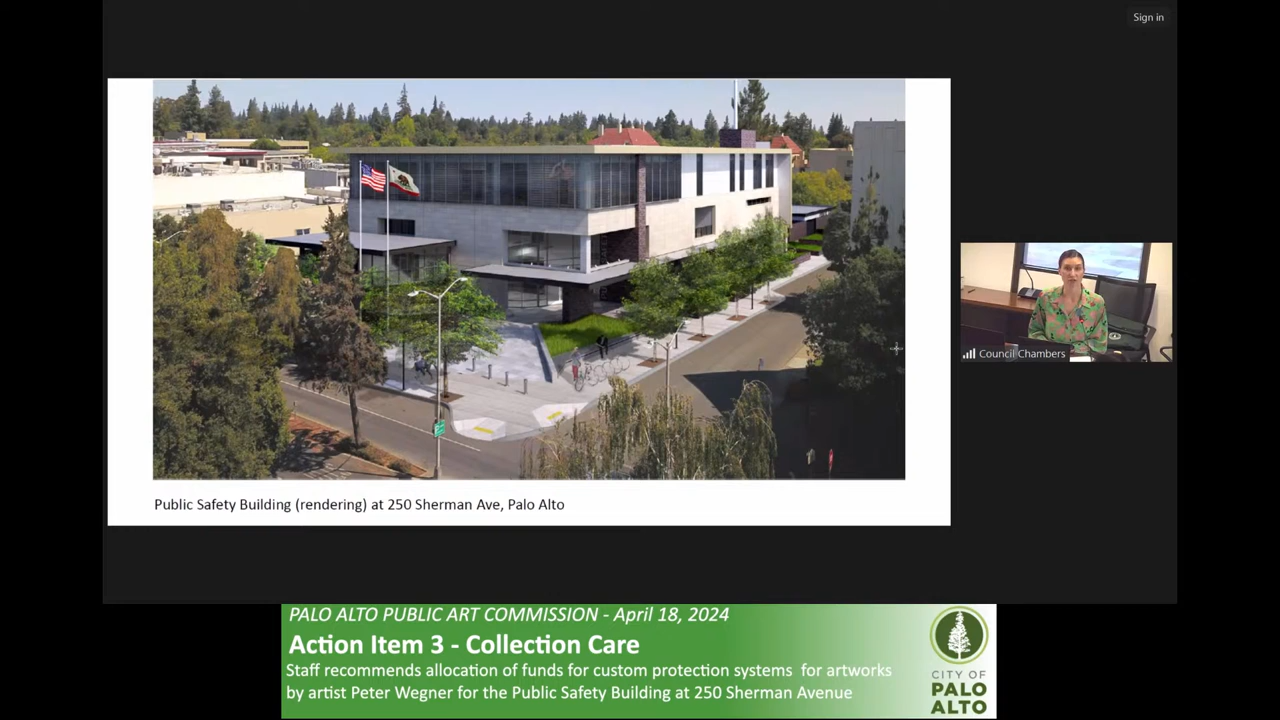 Sign in
Council Chambers
Public Safety Building (rendering) at 250 Sherman Ave, Palo Alto
PALO ALTO PUBLIC ART COMMISSION - April 18, 2024
Action Item 3 - Collection Care
Staff recommends allocation of funds for custom protection systems for artworks
by artist Peter Wegner for the Public Safety Building at 250 Sherman Avenue
CITY OF
PALO
ALTO